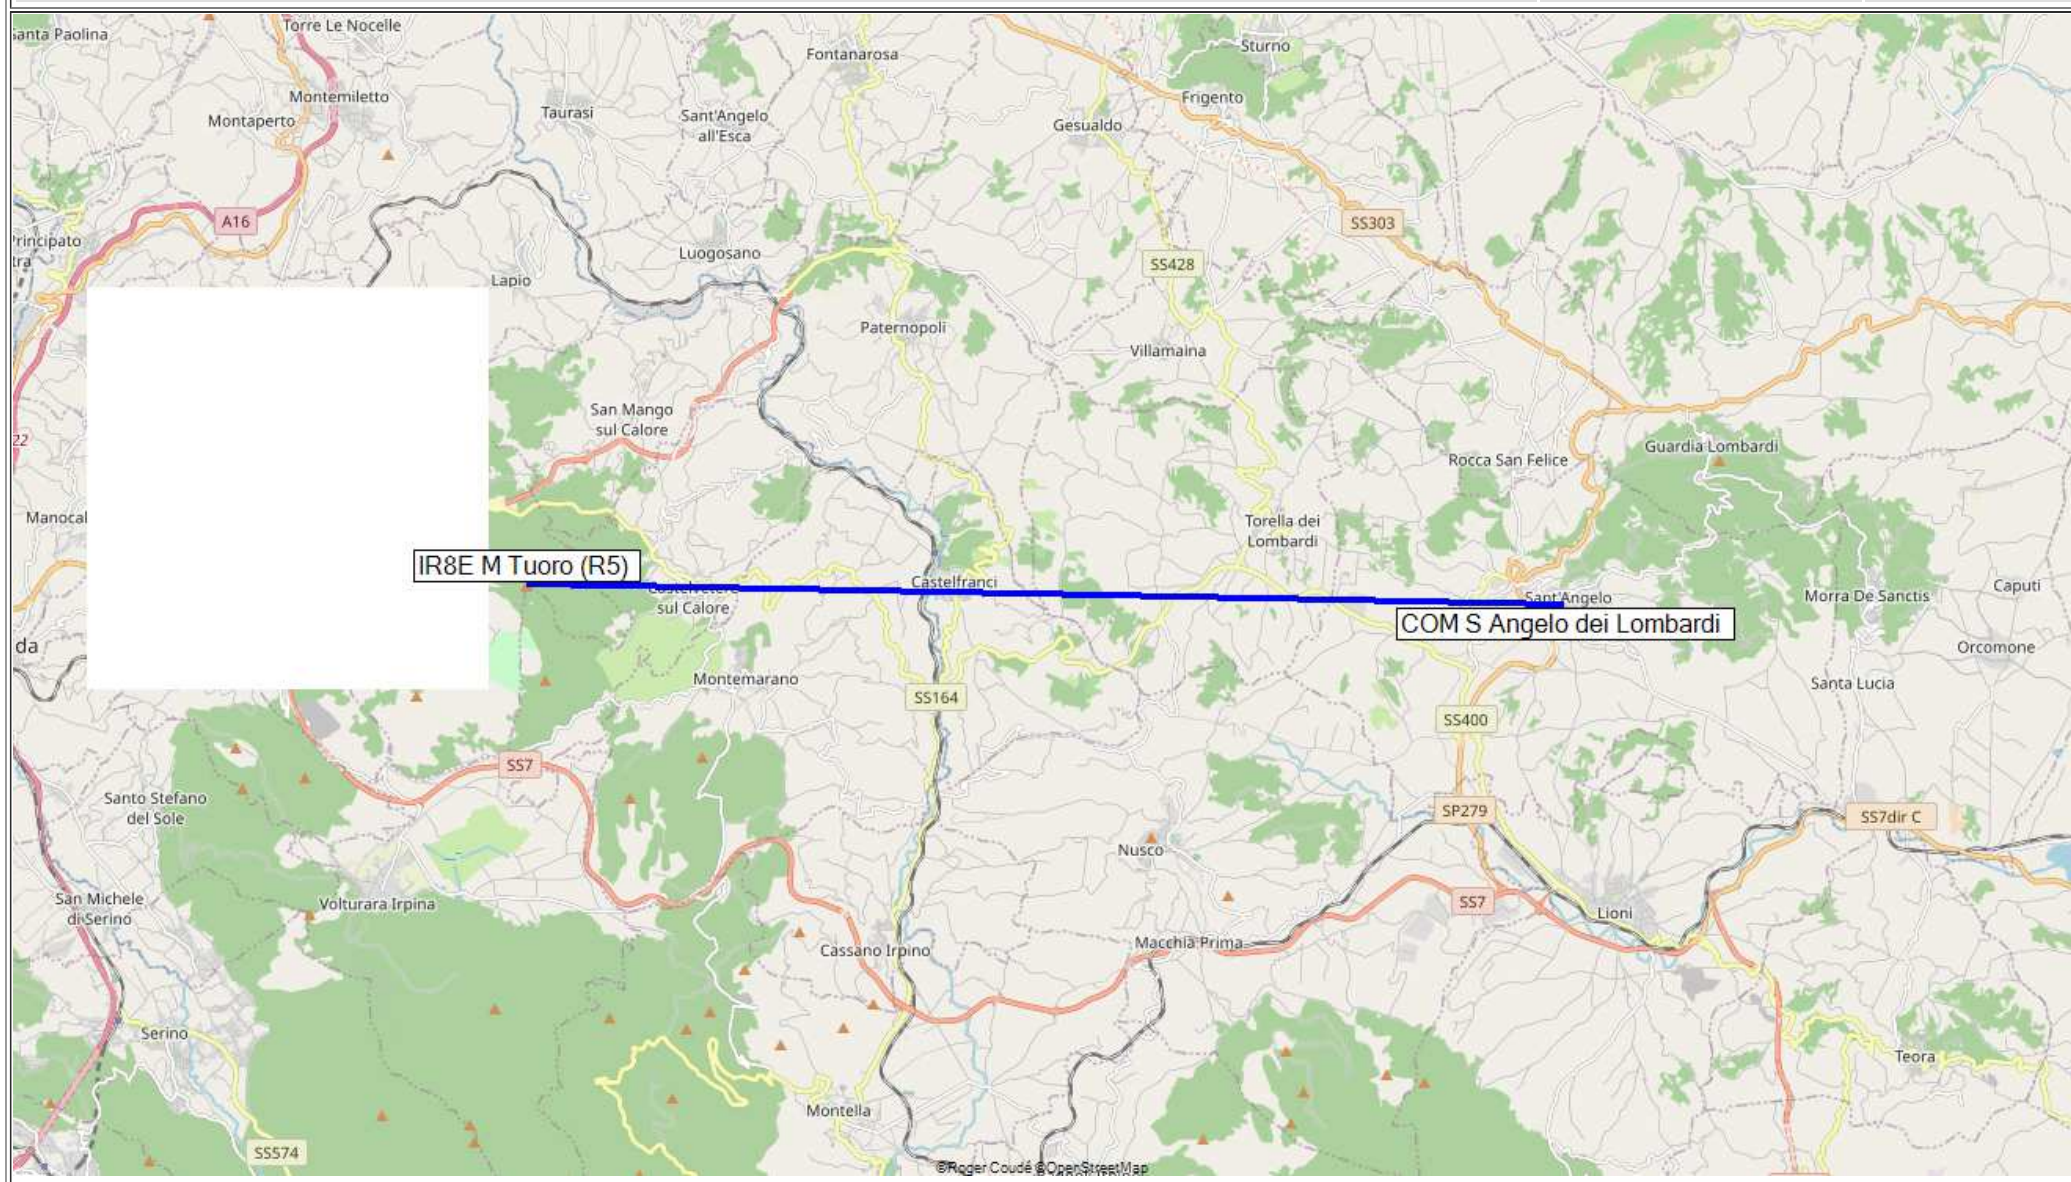 Santa Paolina
Torre Le Nocelle
Fontanarosa
Sturno
Montemiletto
Montaperto
Taurasi
Sant'Angelo
all'Esca
Gesualdo
Frigento
A16
SS303
Principato
Luogosano
SS428
Lapio
Paternopoli
Villamaina
San Mango
sul Calore
22
Guardia Lombardi
Rocca San Felice
Manocal
Torella dei
Lombardi
IR8E M Tuoro (R5)
Castelfranci
Castelvetere
sul Calore
Sant'Angelo
COM S Angelo dei Lombardi
Morra De Sanctis
Caputi
da
Orcomone
Montemarano
Santa Lucia
SS164
SS400
SS7
Santo Stefano
del Sole
SP279
SS7dir C
Nusco
San Michele
di Serino
Volturara Irpina
SS7
Lioni
Cassano Irpino
Macchia Prima
Serino
Teora
Montella
SS574
©Roger Coudé ©OpenStreetMap